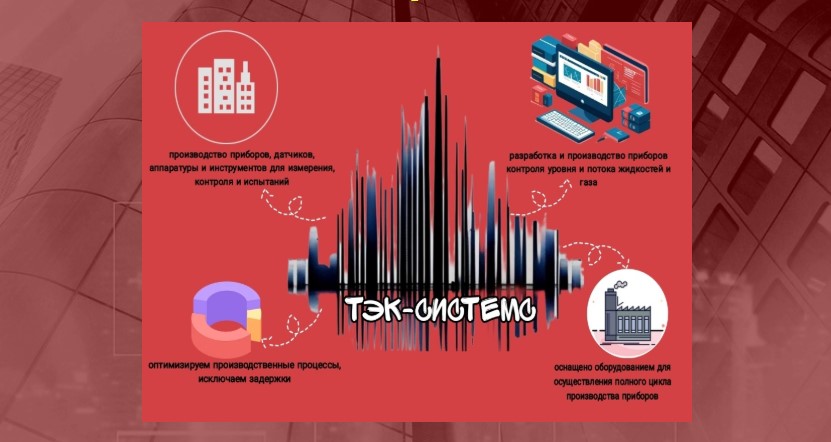 производство приборов, датчиков,
аппаратуры и инструментов для измерения,
контроля и испытаний
разработка и производство приборов
контроля уровня и потока жидкостей и
газа
ТЭК-СИСТЕМС
оптимизируем производственные процессы,
исключаем задержки
оснащено оборудованием для
осуществления полного цикла
производства приборов